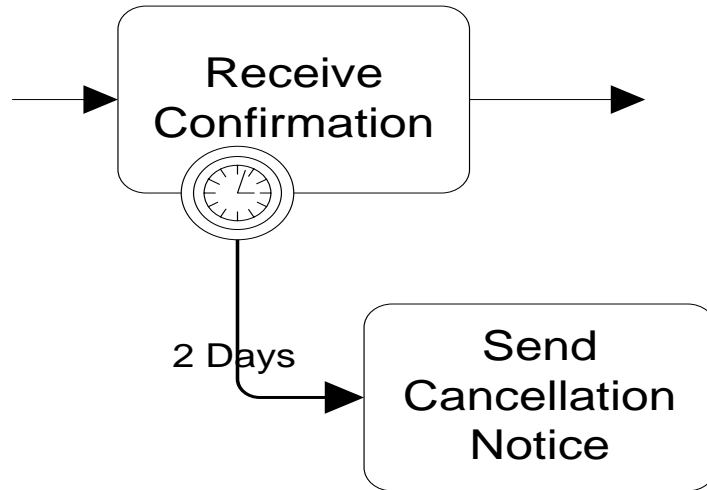 Receive
Confirmation
2 Days
Send
Cancellation
Notice